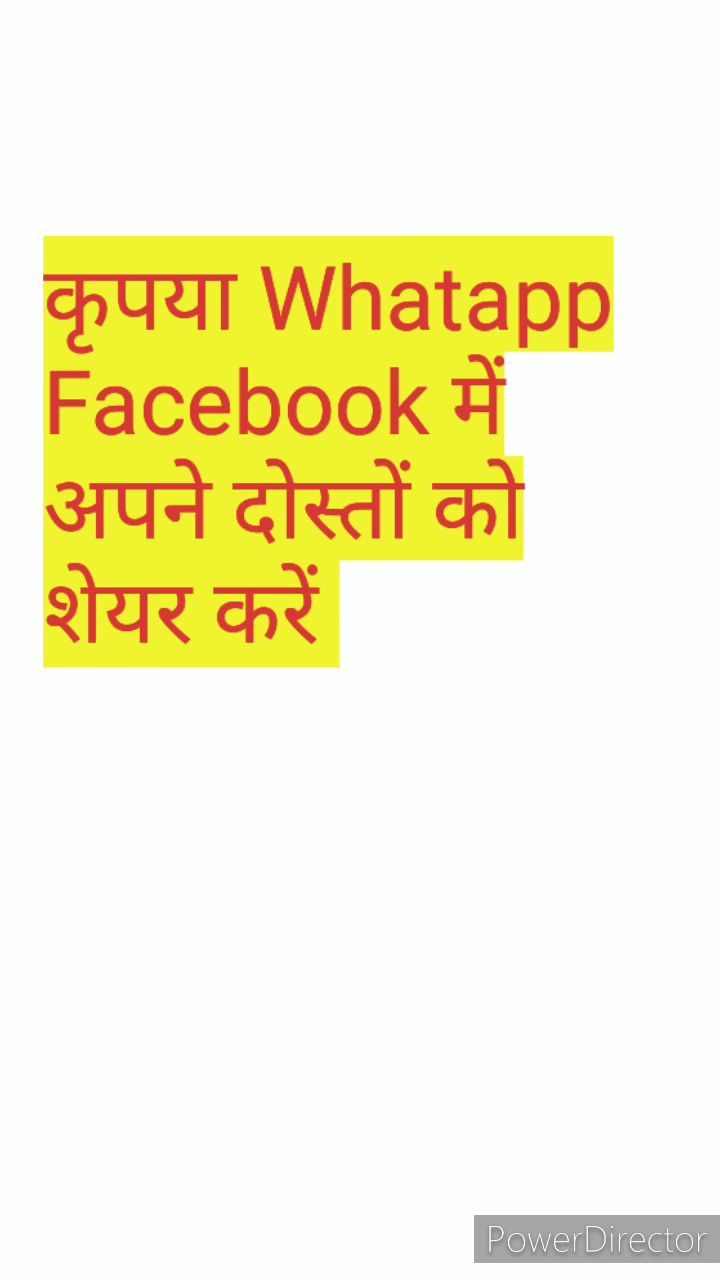 कृपया Whatapp
Facebook में
अपने दोस्तों को
शेयर करें
PowerDirector